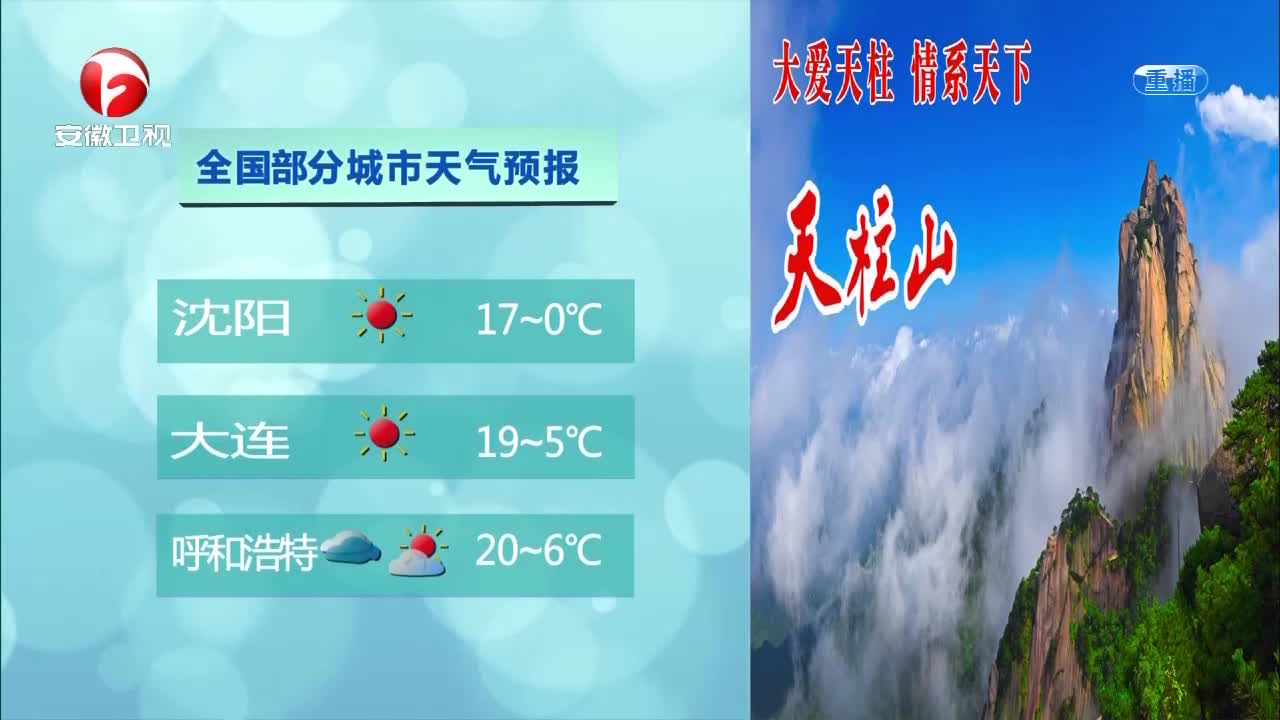 安徽卫视
全国部分城市天气预报
沈阳 17~0℃
大连 19~5℃
呼和浩特 20~6℃
大爱天柱 情系天下
重播
天柱山